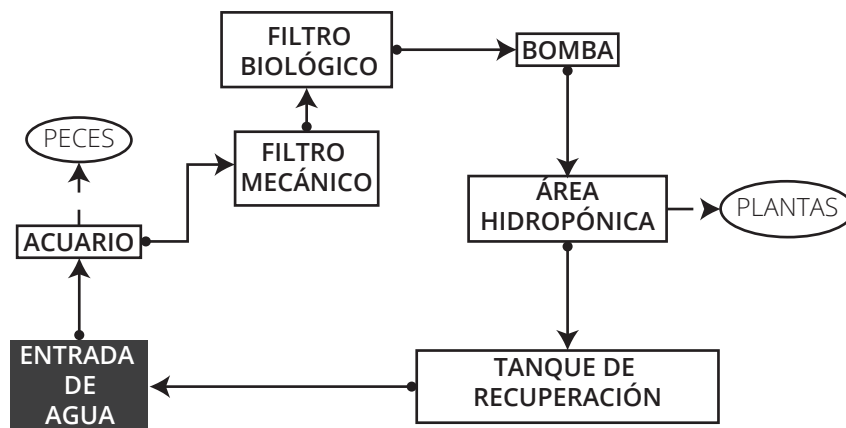 FILTRO
BIOLÓGICO
BOMBA
PECES
FILTRO
MECÁNICO
ÁREA
HIDROPÓNICA
PLANTAS
ACUARIO
ENTRADA
DE
AGUA
TANQUE DE
RECUPERACIÓN